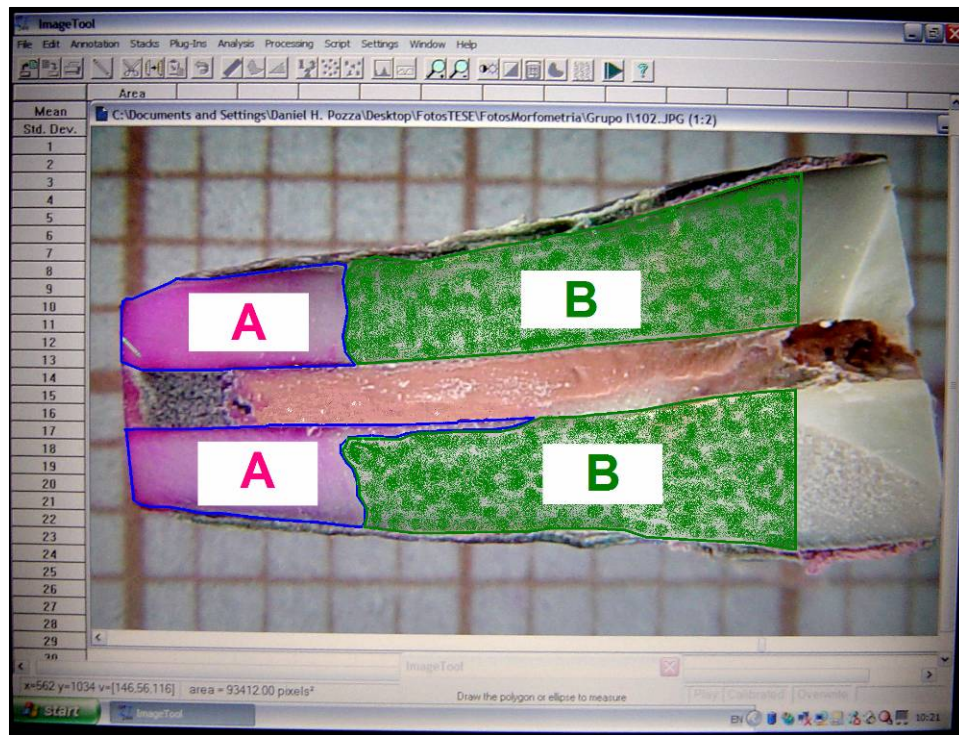 ImageTool
File Edit Annotation Stacks Plug-Ins Analysis Processing Script Settings Window Help
Area
Mean
Std. Dev.
C:\Documents and Settings\Daniel H. Pozza\Desktop\FotosTESE\FotosMorfometria\Grupo I\102.JPG (1:2)
1
2
3
4
5
6
7
8
9
10
11
12
13
14
15
16
17
18
19
20
21
22
23
24
25
26
27
28
29
30
A
B
A
B
ImageTool
x=562 y=1034 v=[146,56,116] area = 93412.00 pixels²
Draw the polygon or ellipse to measure
Play Calibrated Overwrite
start
ImageTool
EN
10:21